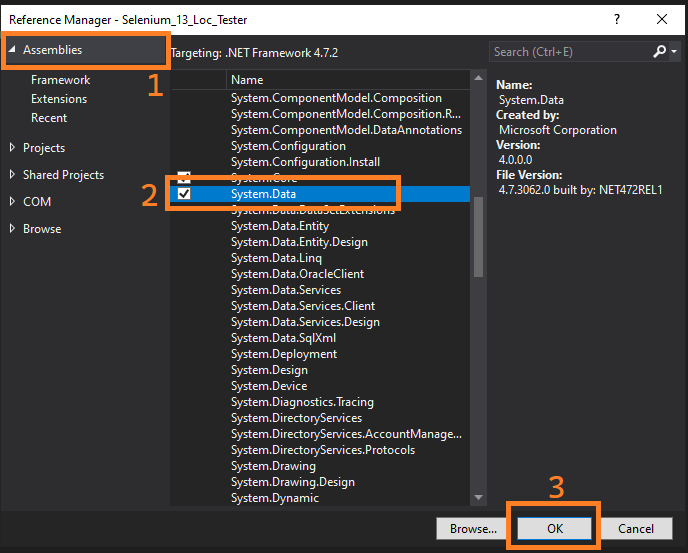 Reference Manager - Selenium_13_Loc_Tester
Assemblies
Framework
Extensions
Recent
Projects
Shared Projects
COM
Browse
1
Targeting: .NET Framework 4.7.2
Name
System.ComponentModel.Composition
System.ComponentModel.Composition.R...
System.ComponentModel.DataAnnotations
System.Configuration
System.Configuration.Install
System.Core
2
System.Data
System.Data.DataSetExtensions
System.Data.Entity
System.Data.Entity.Design
System.Data.Linq
System.Data.OracleClient
System.Data.Services
System.Data.Services.Client
System.Data.Services.Design
System.Data.SqlXml
System.Deployment
System.Design
System.Device
System.Diagnostics.Tracing
System.DirectoryServices
System.DirectoryServices.AccountManage...
System.DirectoryServices.Protocols
System.Drawing
System.Drawing.Design
System.Dynamic
Search (Ctrl+E)
Name:
System.Data
Created by:
Microsoft Corporation
Version:
4.0.0.0
File Version:
4.7.3062.0 built by: NET472REL1
3
Browse... OK Cancel